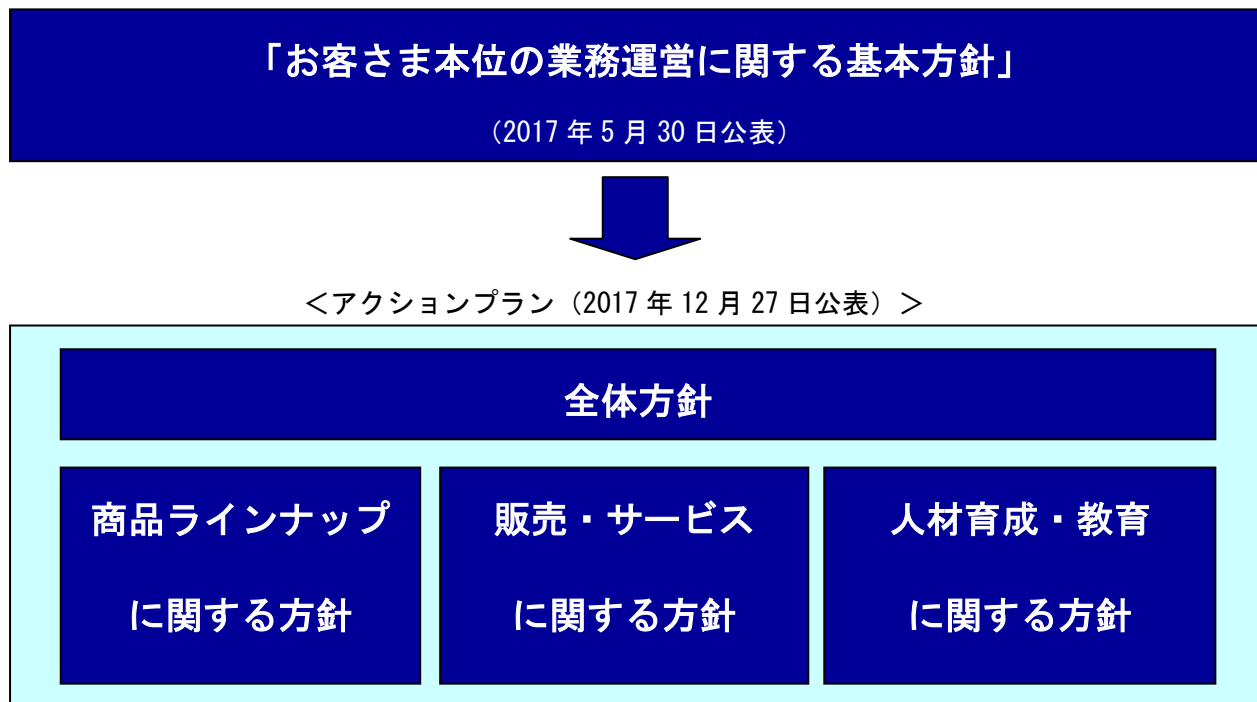 「お客さま本位の業務運営に関する基本方針」
（2017 年 5 月 30 日公表）
＜アクションプラン（2017 年 12 月 27 日公表）＞
全体方針
商品ラインナップ
に関する方針
販売・サービス
に関する方針
人材育成・教育
に関する方針